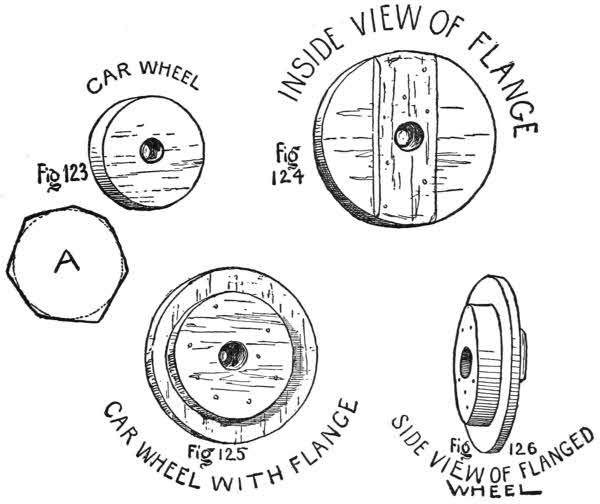 CAR WHEEL
Fig 123
INSIDE VIEW OF FLANGE
Fig
124
A
CAR WHEEL WITH FLANGE
Fig 125
SIDE VIEW OF FLANGED
WHEEL
Fig 126